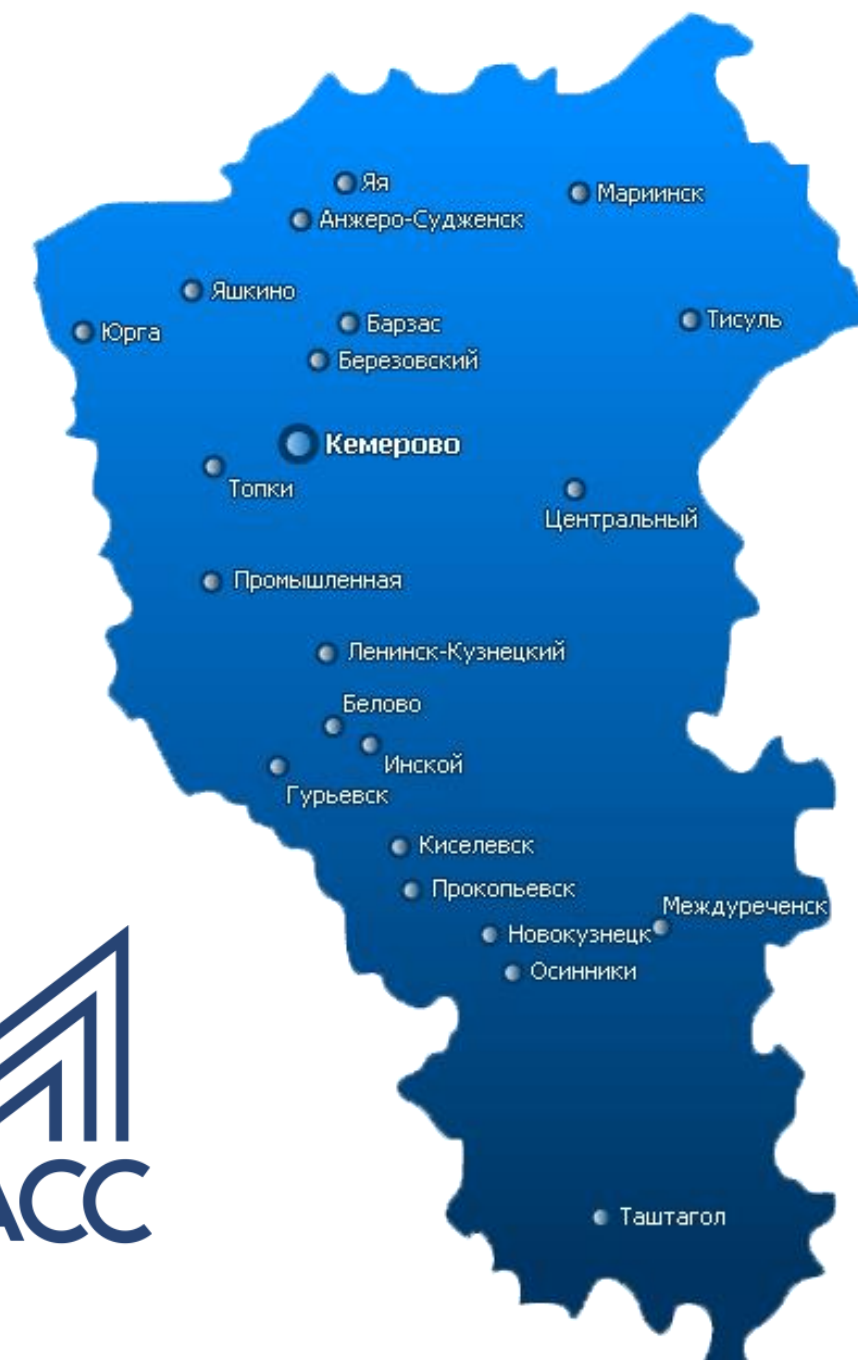 Яя
Мариинск
Анжеро-Судженск
Яшкино
Барзас
Тисуль
Юрга
Березовский
Кемерово
Топки
Центральный
Промышленная
Ленинск-Кузнецкий
Белово
Инской
Гурьевск
Киселевск
Прокопьевск
Междуреченск
Новокузнецк
Осинники
АСС
Таштагол